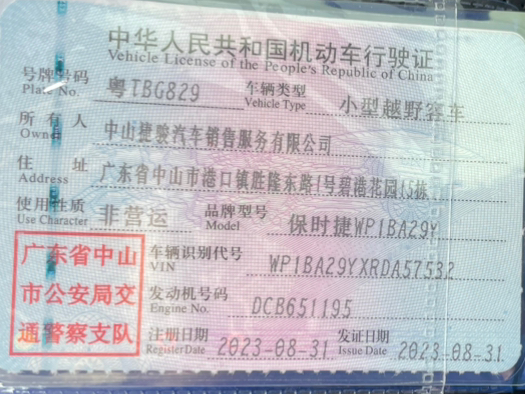 中华人民共和国机动车行驶证
Vehicle License of the People's Republic of China
号牌号码 粤TBG829 车辆类型 小型越野客车
Plate No. Vehicle Type
所有人 中山捷骏汽车销售服务有限公司
Owner
住址 广东省中山市港口镇胜隆东路1号碧港花园15栋
Address
使用性质 非营运 品牌型号 保时捷WP1BA29Y
Use Character Model
广东省中山
市公安局交
通警察支队
车辆识别代号 WP1BA29YXRDA57532
VIN
发动机号码 DCB651195
Engine No.
注册日期 2023-08-31 发证日期 2023-08-31
Register Date Issue Date